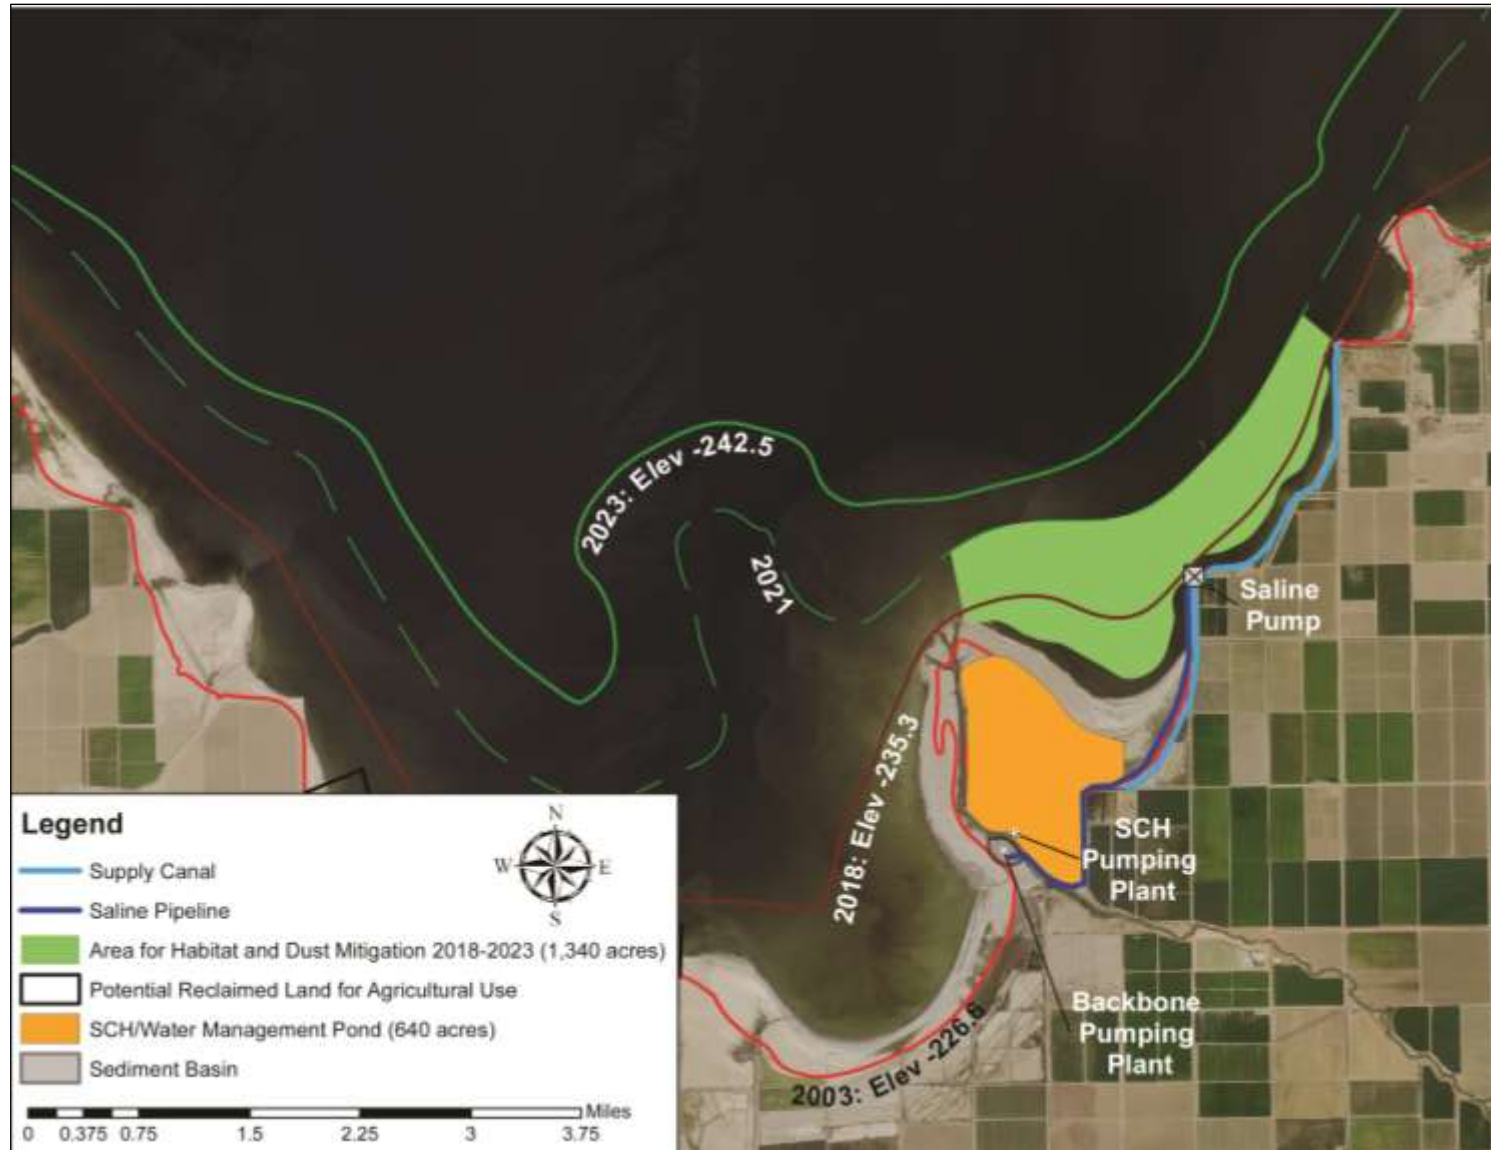 2023: Elev -242.5
2021
Saline
Pump
2018: Elev -235.3
SCH
Pumping
Plant
Backbone
Pumping
Plant
2003: Elev -226.6
Legend
N
W E
S
Supply Canal
Saline Pipeline
Area for Habitat and Dust Mitigation 2018-2023 (1,340 acres)
Potential Reclaimed Land for Agricultural Use
SCH/Water Management Pond (640 acres)
Sediment Basin
Miles
0 0.375 0.75 1.5 2.25 3 3.75